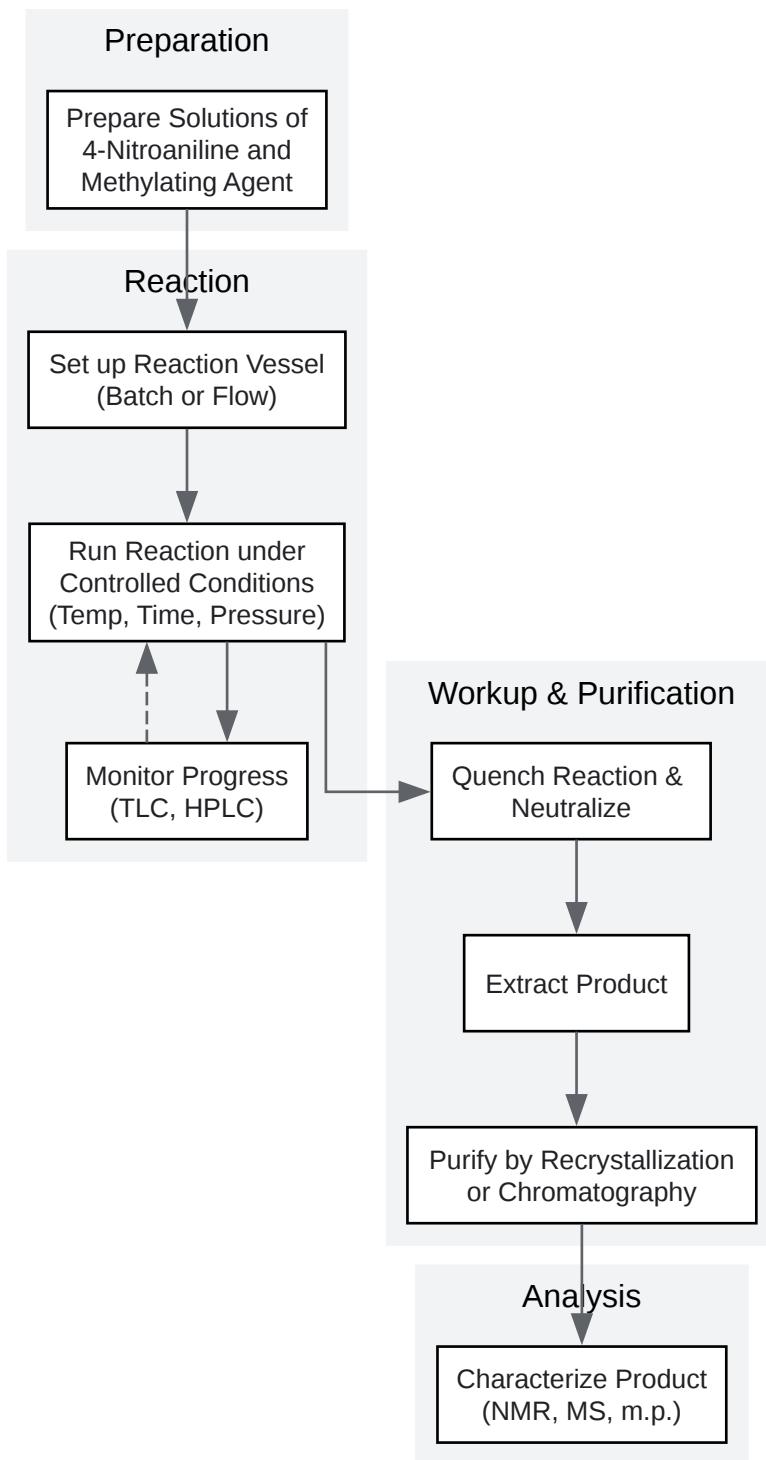 Preparation
Prepare Solutions of
4-Nitroaniline and
Methylating Agent
Reaction
Set up Reaction Vessel
(Batch or Flow)
Run Reaction under
Controlled Conditions
(Temp, Time, Pressure)
Monitor Progress
(TLC, HPLC)
Workup & Purification
Quench Reaction &
Neutralize
Extract Product
Purify by Recrystallization
or Chromatography
Analysis
Characterize Product
(NMR, MS, m.p.)